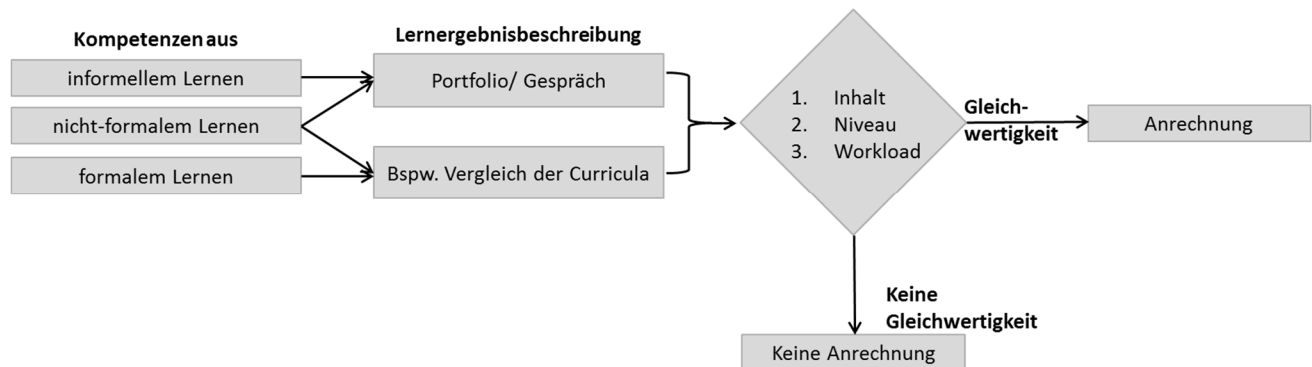 Kompetenzen aus
informellem Lernen
nicht-formalem Lernen
formalem Lernen
Lernergebnisbeschreibung
Portfolio/ Gespräch
Bspw. Vergleich der Curricula
1. Inhalt
2. Niveau
3. Workload
Gleich-
wertigkeit
Anrechnung
Keine
Gleichwertigkeit
Keine Anrechnung